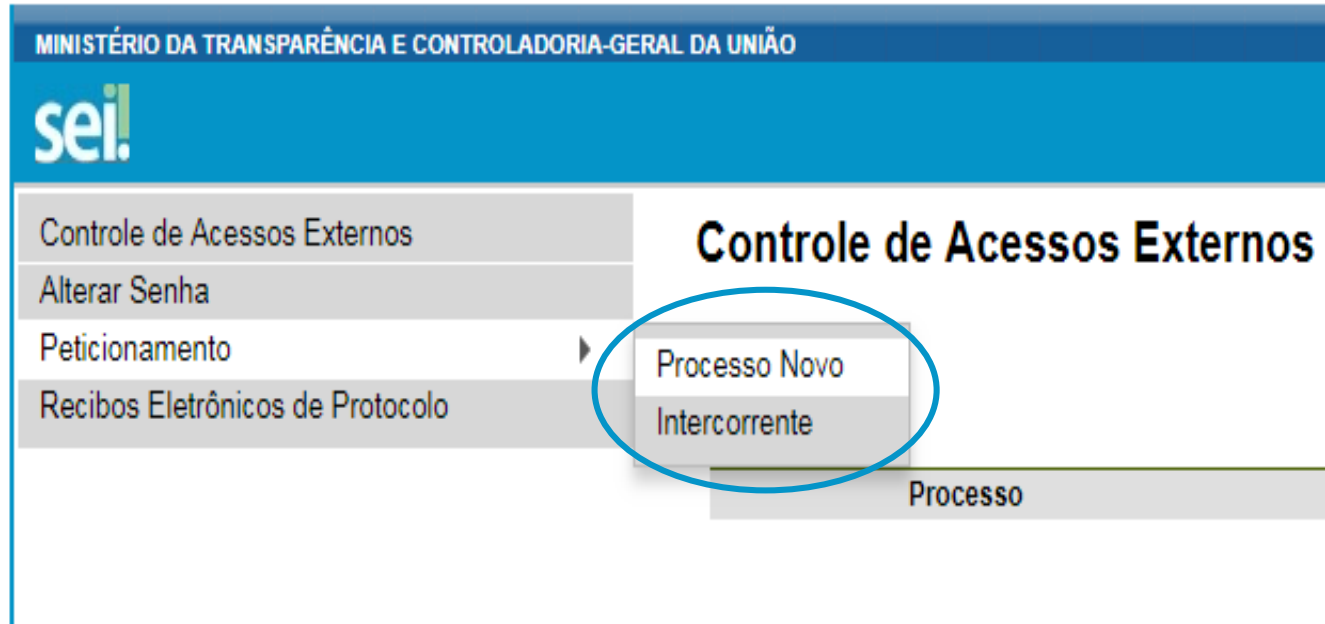 MINISTÉRIO DA TRANSPARÊNCIA E CONTROLADORIA-GERAL DA UNIÃO
sei!
Controle de Acessos Externos
Alterar Senha
Peticionamento
Recibos Eletrônicos de Protocolo
Controle de Acessos Externos
Processo Novo
Intercorrente
Processo